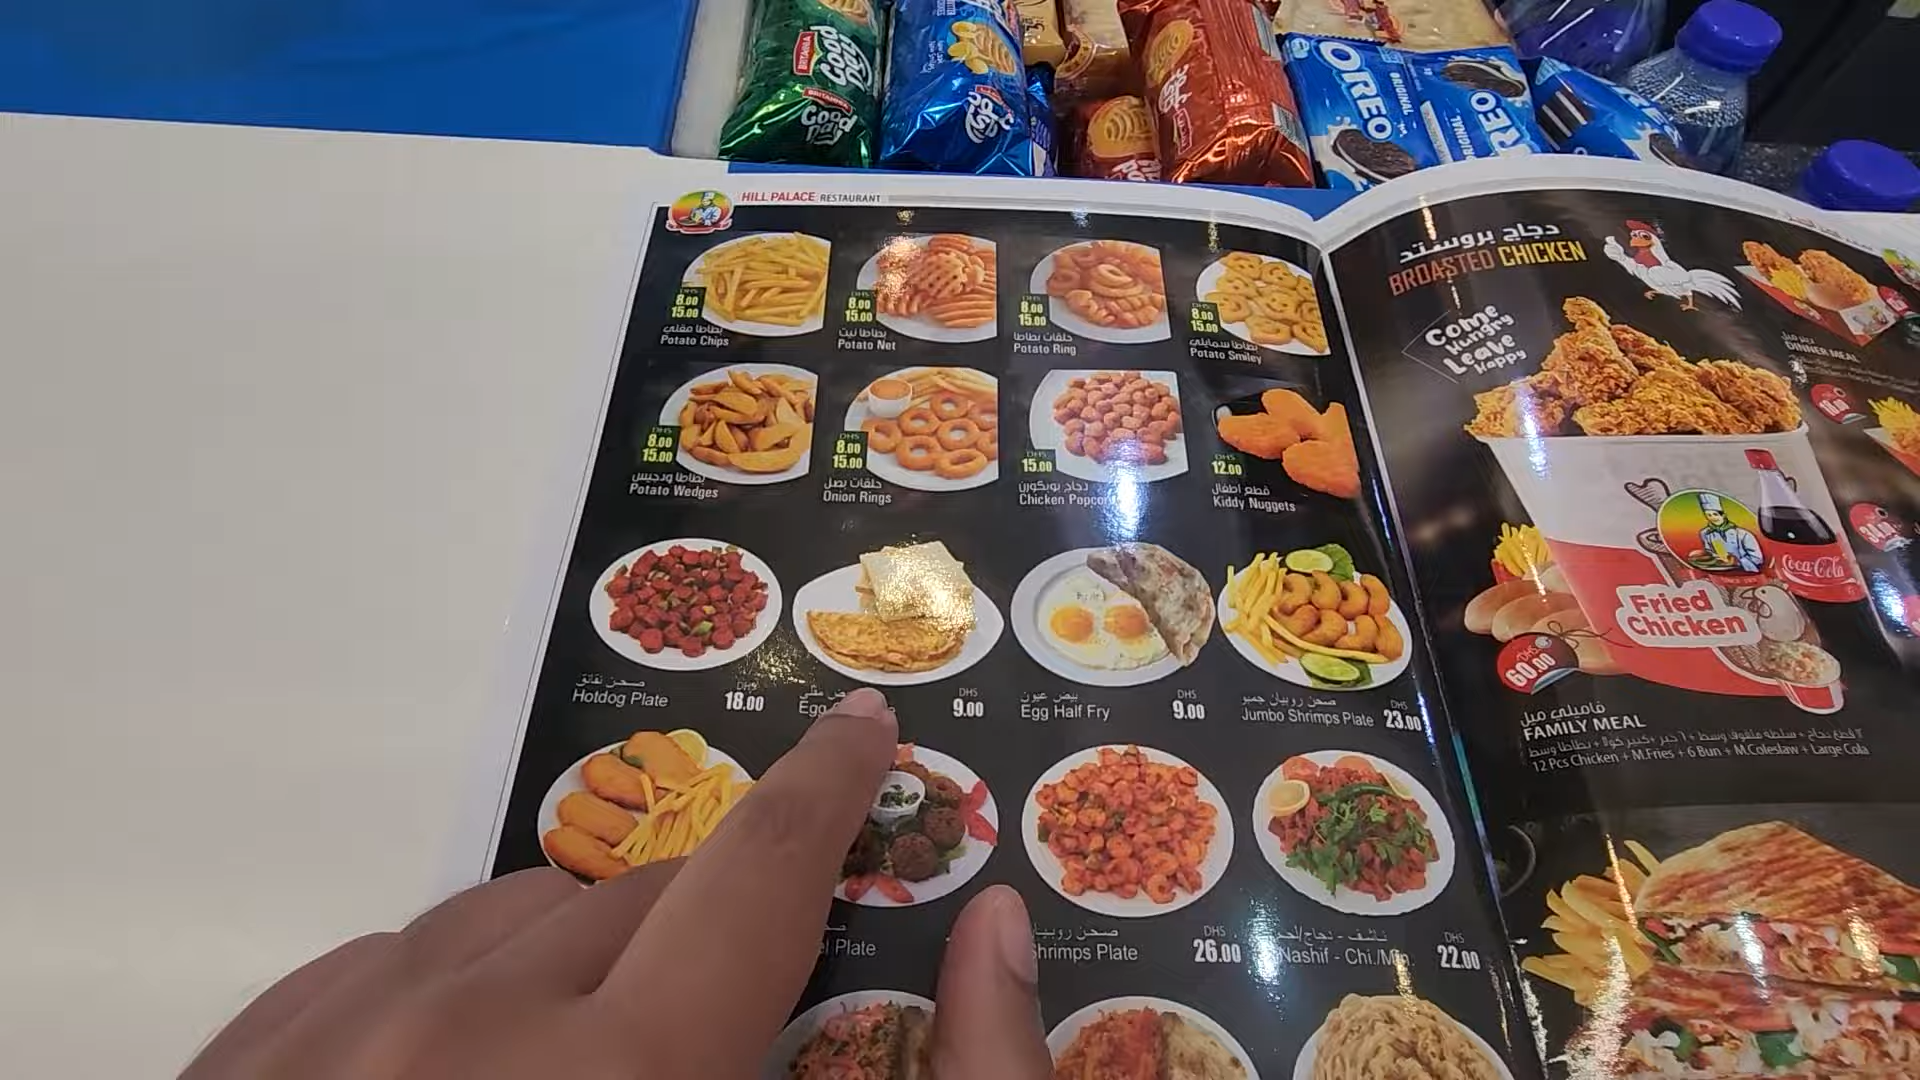 BRITANNIA
Good Day
BRITANNIA
Good Day
OREO
ORIGINAL
OREO
ORIGINAL
HILL PALACE RESTAURANT
DHS
8.00
15.00
بطاطا مقلي
Potato Chips
DHS
8.00
15.00
بطاطا نيت
Potato Net
DHS
8.00
15.00
حلقات بطاطا
Potato Ring
DHS
8.00
15.00
بطاطا سمايلي
Potato Smiley
DHS
8.00
15.00
بطاطا ودجيس
Potato Wedges
DHS
8.00
15.00
حلقات بصل
Onion Rings
DHS
15.00
دجاج بوبكورن
Chicken Popcorn
DHS
12.00
قطع أطفال
Kiddy Nuggets
صحن نقانق
Hotdog Plate
DHS
18.00
مقلي
Egg
DHS
9.00
بيض عيون
Egg Half Fry
DHS
9.00
صحن روبيان جمبو
Jumbo Shrimps Plate
DHS
23.00
Plate
صحن روبيان
Shrimps Plate
DHS
26.00
Nashif - Chi./Mtn.
DHS
22.00
دجاج بروستد
BROASTED CHICKEN
Come
Hungry
Leave
Happy
DINNER MEAL
Coca-Cola
Fried
Chicken
DHS
60.00
فاميلي ميل
FAMILY MEAL
12 Pcs Chicken + M.Fries + 6 Bun + M.Coleslaw + Large Cola